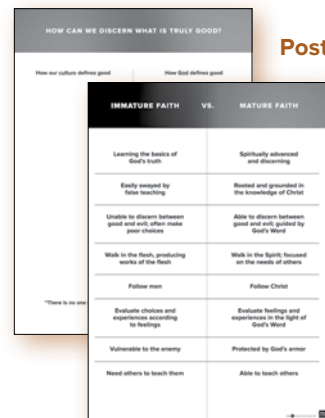 HOW CAN WE DISCERN WHAT IS TRULY GOOD?
Post
How our culture defines good How God defines good
IMMATURE FAITH VS. MATURE FAITH
Learning the basics of
God's truth
Spiritually advanced
and discerning
Easily swayed by
false teaching
Rooted and grounded in
the knowledge of Christ
Unable to discern between
good and evil; often make
poor choices
Able to discern between
good and evil; guided by
God's Word
Walk in the flesh, producing
works of the flesh
Walk in the Spirit; focused
on the needs of others
Follow men
Follow Christ
"There is no one
Evaluate choices and
experiences according
to feelings
Evaluate feelings and
experiences in the light of
God's Word
Vulnerable to the enemy
Protected by God's armor
Need others to teach them
Able to teach others